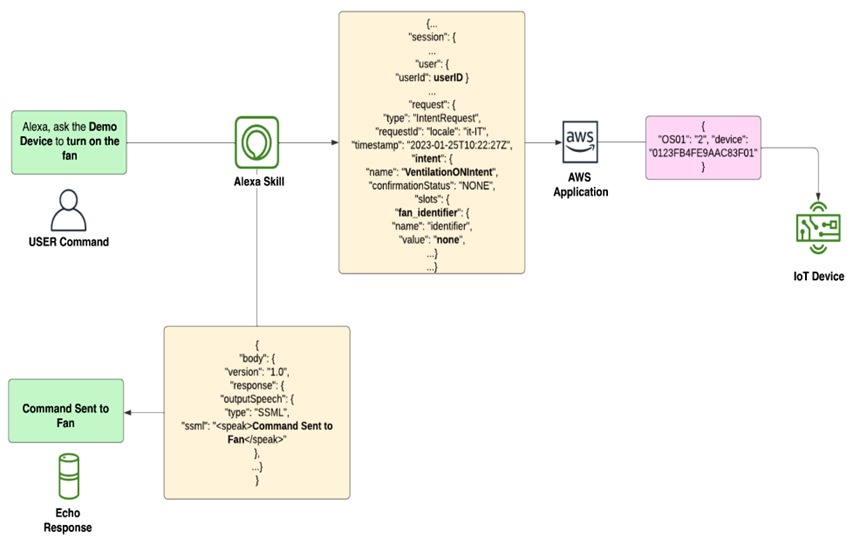 Alexa, ask the Demo
Device to turn on the
fan
USER Command
Alexa Skill
{...
"session": {
...
"user": {
"userId": userID }
...
"request": {
"type": "IntentRequest",
"requestId": "locale": "it-IT",
"timestamp": "2023-01-25T10:22:27Z",
"intent": {
"name": "VentilationONIntent",
"confirmationStatus": "NONE",
"slots": {
"fan_identifier": {
"name": "identifier",
"value": "none",
...}
...}
aws
AWS
Application
{
"OS01": "2", "device":
"0123FB4FE9AAC83F01"
}
IoT Device
{
"body": {
"version": "1.0",
"response": {
"outputSpeech": {
"type": "SSML",
"ssml": "<speak>Command Sent to
Fan</speak>"
},
...}
}
Command Sent to
Fan
Echo
Response